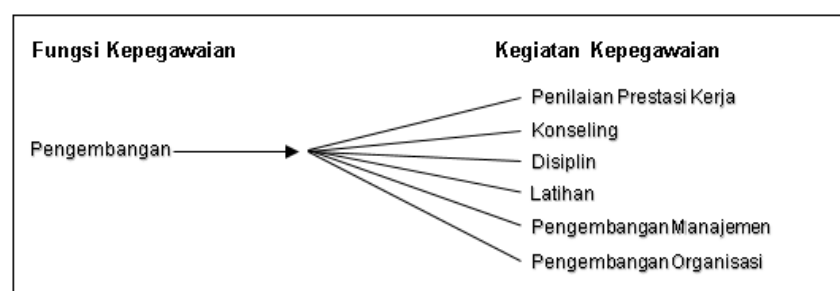 Fungsi Kepegawaian
Kegiatan Kepegawaian
Pengembangan
Penilaian Prestasi Kerja
Konseling
Disiplin
Latihan
Pengembangan Manajemen
Pengembangan Organisasi